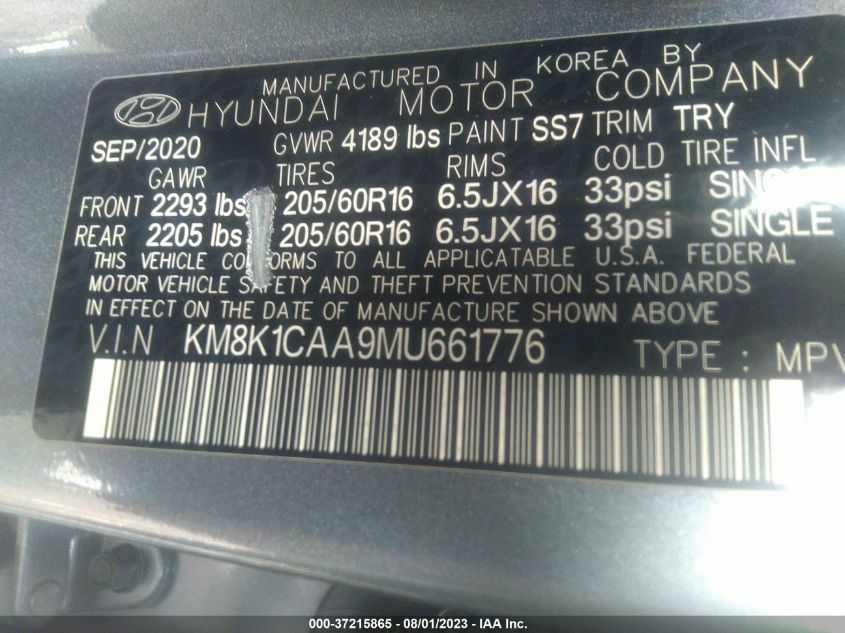 MANUFACTURED IN KOREA BY
HYUNDAI MOTOR COMPANY
SEP/2020 GVWR 4189 lbs PAINT SS7 TRIM TRY
GAWR TIRES RIMS COLD TIRE INFL
FRONT 2293 lbs 205/60R16 6.5JX16 33psi
REAR 2205 lbs 205/60R16 6.5JX16 33psi SINGLE
THIS VEHICLE TO ALL APPLICATABLE U.S.A. FEDERAL
MOTOR VEHICLE SAFETY AND THEFT PREVENTION STANDARDS
IN EFFECT ON THE DATE OF MANUFACTURE SHOWN ABOVE
V.I.N KM8K1CAA9MU661776 TYPE : MPV
000-37215865 - 08/01/2023 - IAA Inc.